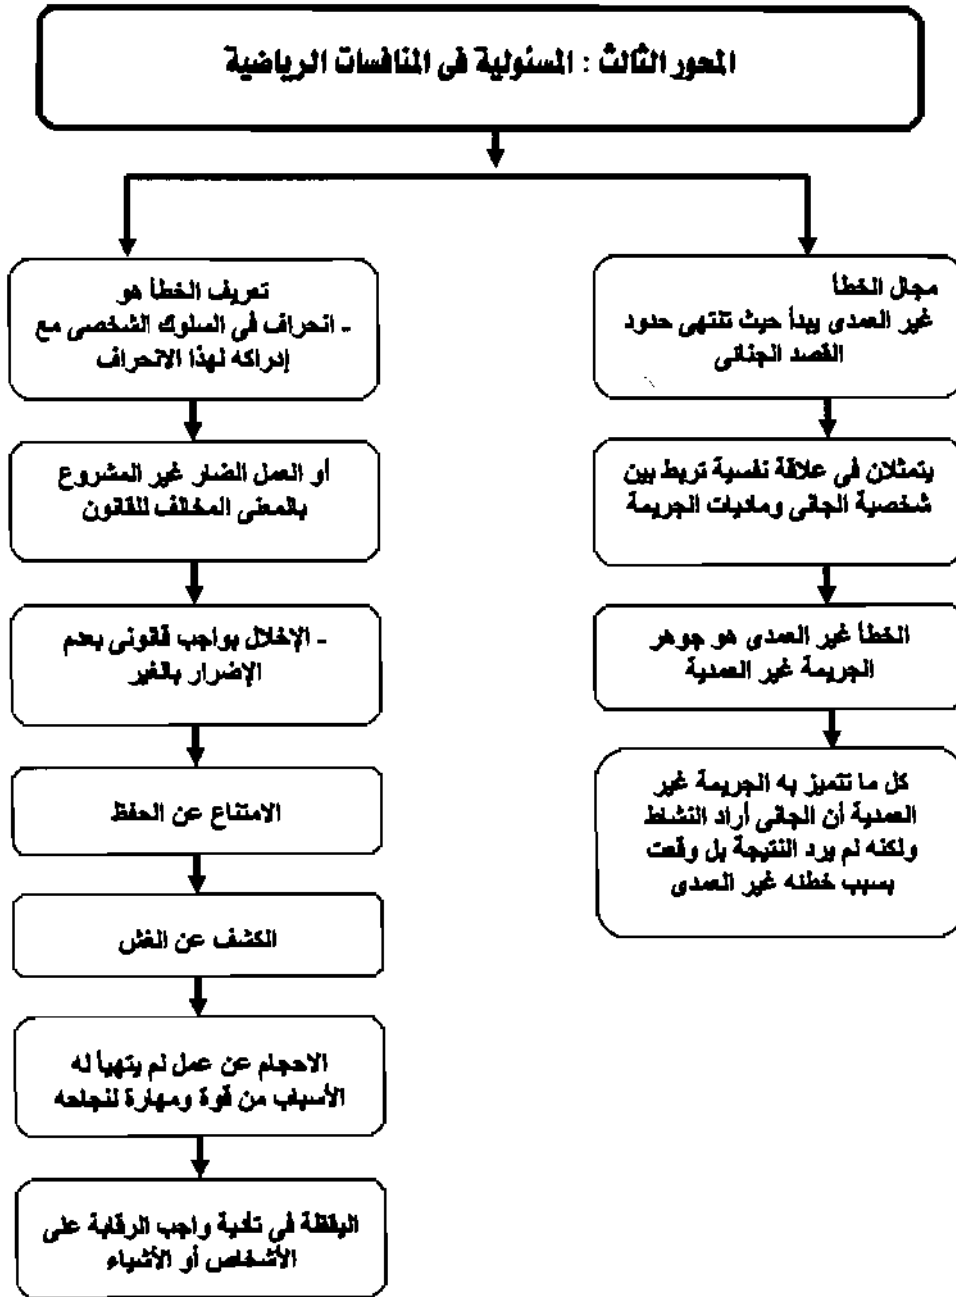 المحور الثالث : المسئولية فى المنافسات الرياضية
مجال الخطأ
غير العمدى يبدأ حيث تنتهى حدود
القصد الجنائى
يتمثلان فى علاقة نفسية تربط بين
شخصية الجانى وماديات الجريمة
الخطأ غير العمدى هو جوهر
الجريمة غير العمدية
كل ما تتميز به الجريمة غير
العمدية أن الجانى أراد النشاط
ولكنه لم يرد النتيجة بل وقعت
بسبب خطئه غير العمدى
تعريف الخطأ هو
- انحراف فى السلوك الشخصى مع
إدراكه لهذا الانحراف
أو العمل الضار غير المشروع
بالمعنى المخالف للقانون
- الإخلال بواجب قانونى بعدم
الإضرار بالغير
الامتناع عن الحفظ
الكشف عن الغش
الاحجام عن عمل لم يتهيأ له
الأسباب من قوة ومهارة لنجاحه
اليقظة فى تأدية واجب الرقابة على
الأشخاص أو الأشياء